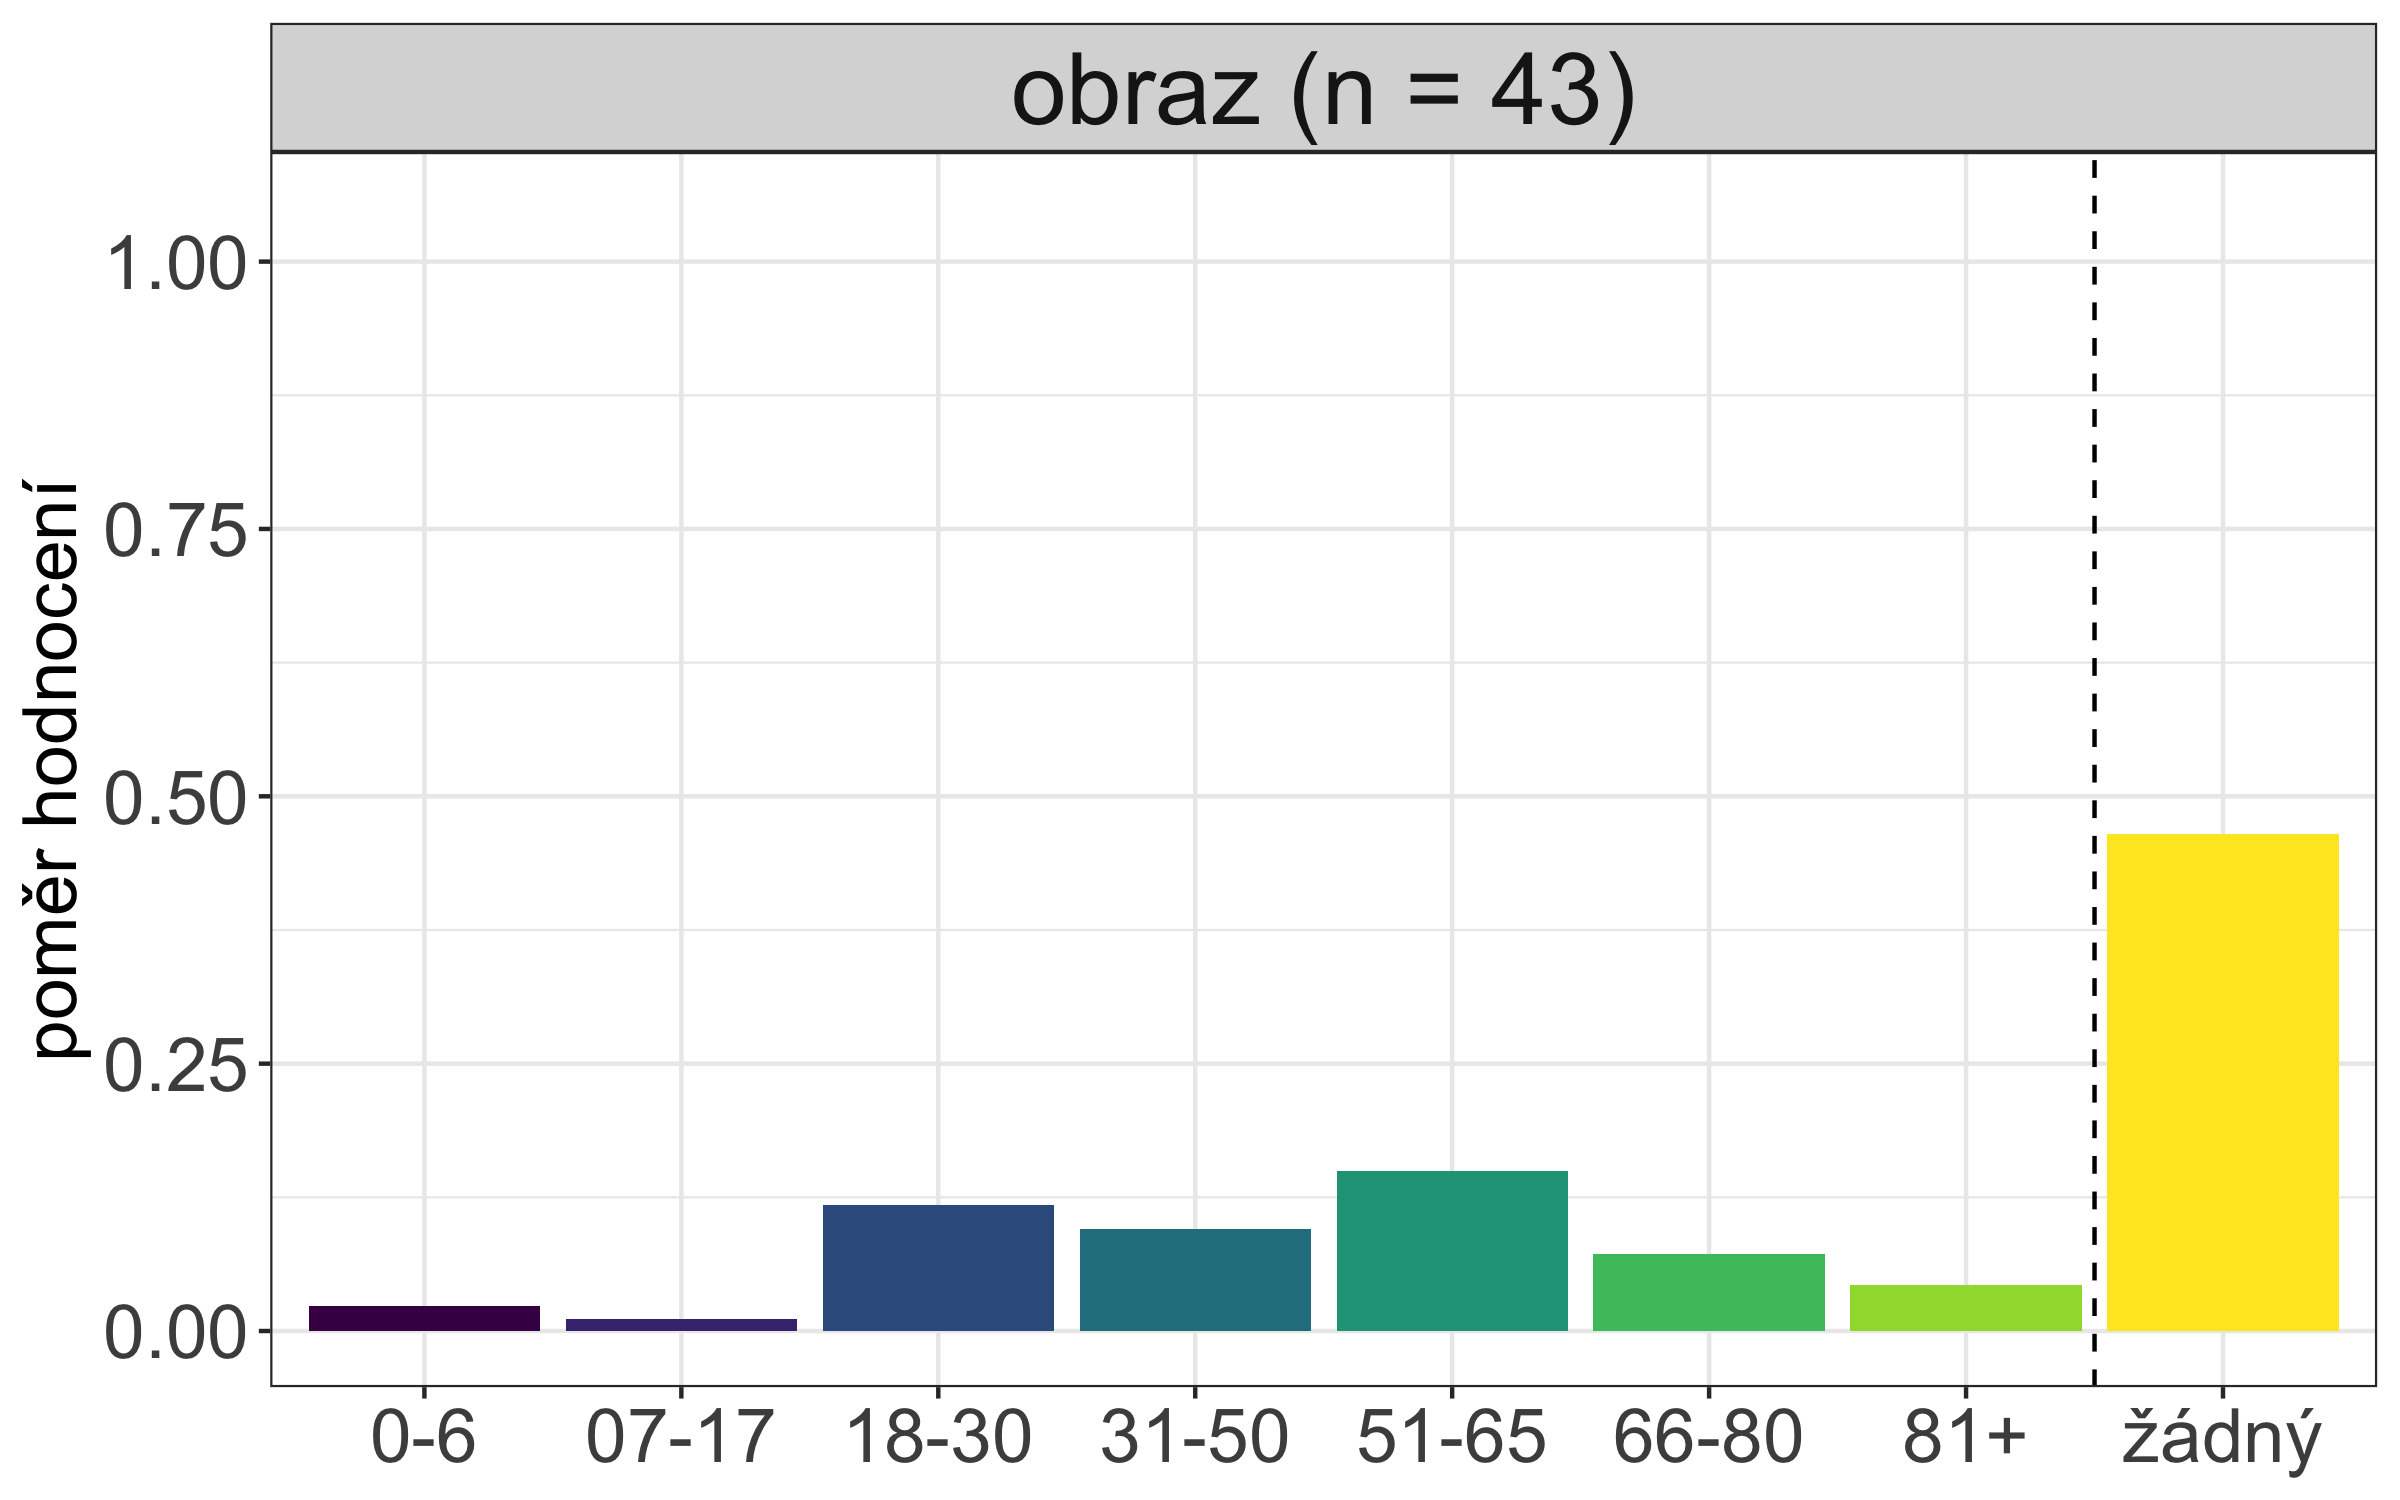 obraz (n = 43)
poměr hodnocení
1.00
0.75
0.50
0.25
0.00
0-6 07-17 18-30 31-50 51-65 66-80 81+ žádný